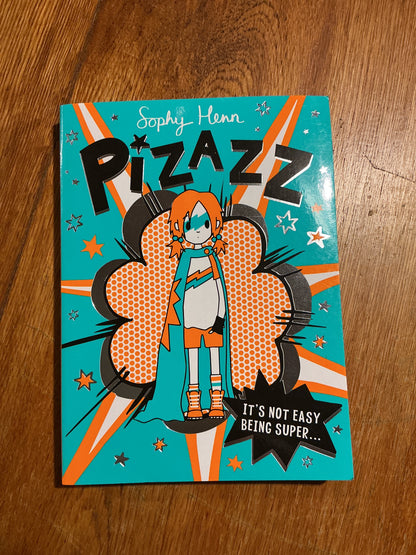 Sophy Henn
PIZAZZ
IT'S NOT EASY
BEING SUPER...